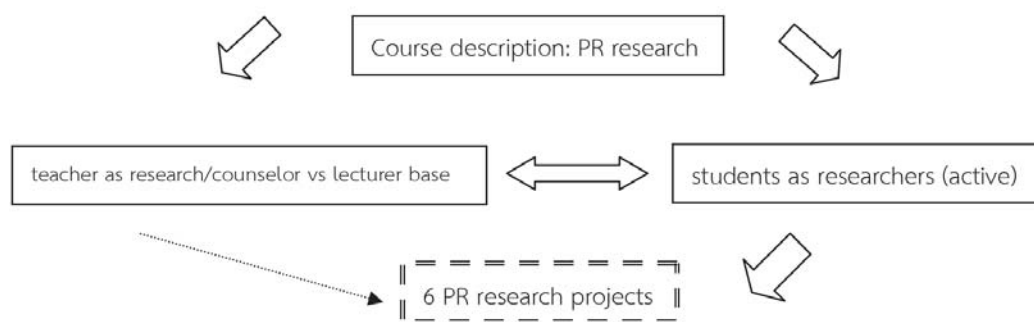 Course description: PR research
teacher as research/counselor vs lecturer base
students as researchers (active)
6 PR research projects